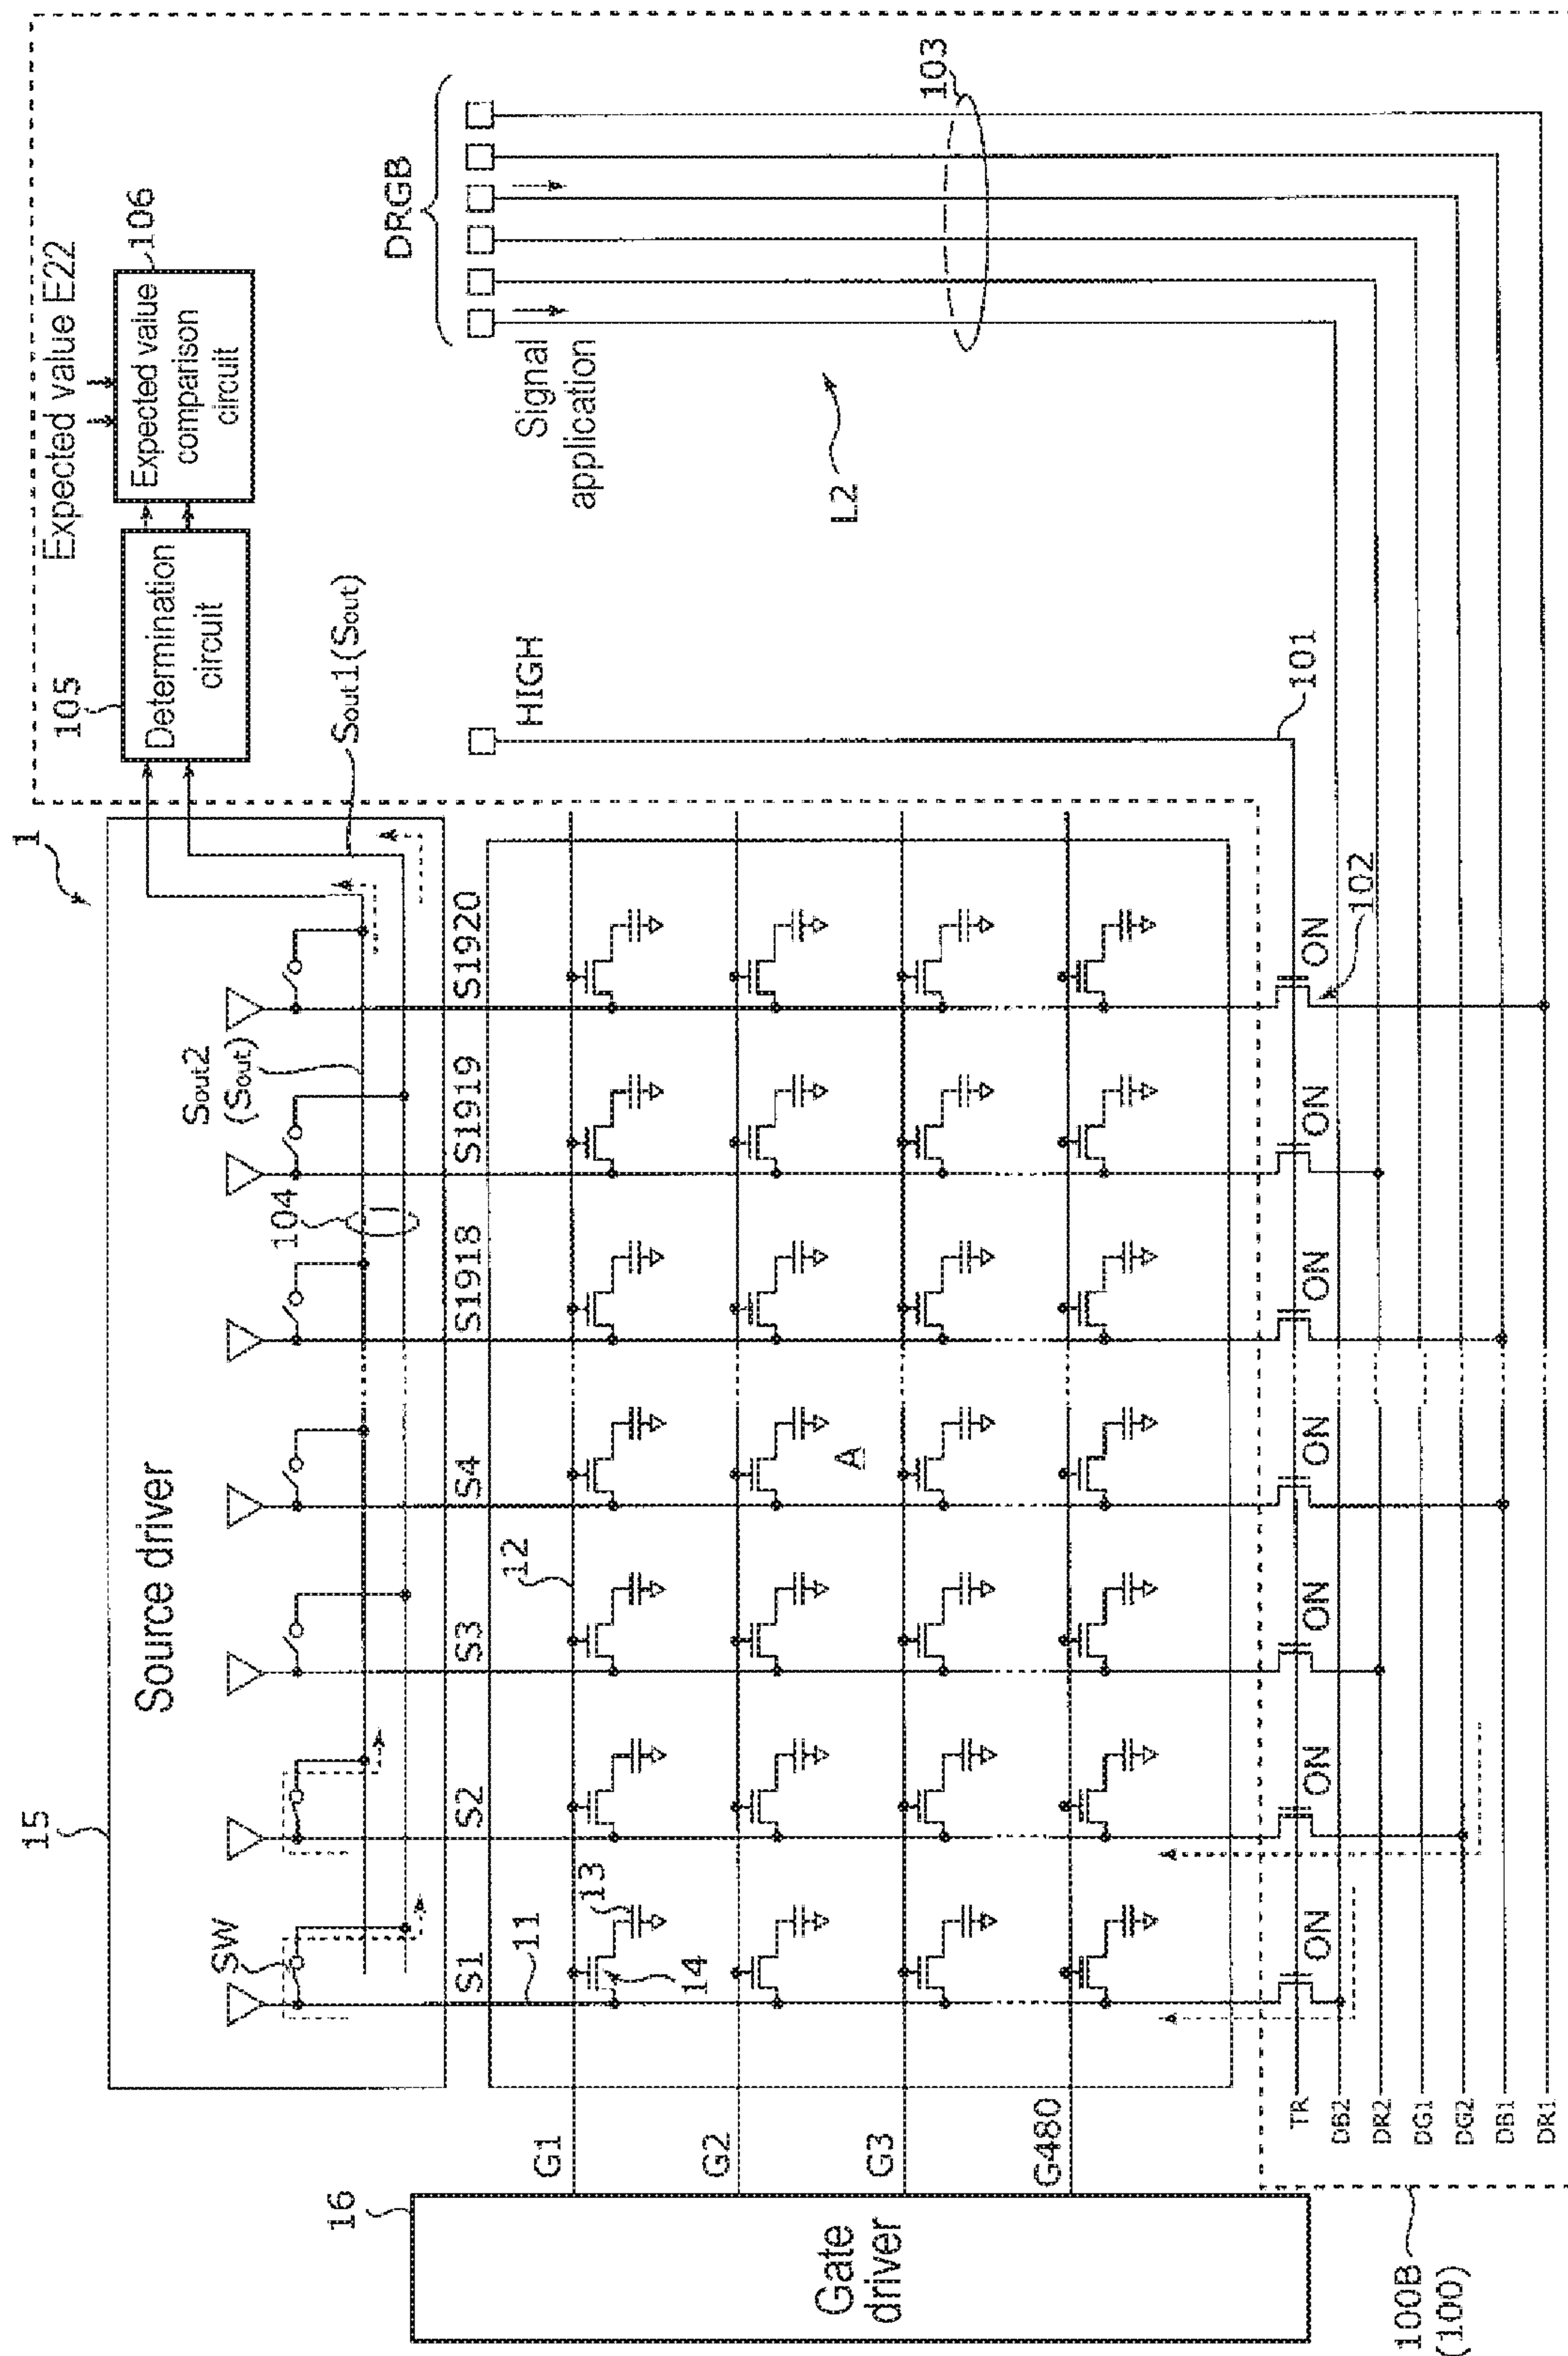 1
15
Source driver
SW
104
Sout2
(Sout)
Sout1(Sout)
105
Determination
circuit
Expected value E22
Expected value
comparison
circuit
106
S1
S2
S3
S4
S1918
S1919
S1920
HIGH
Signal
application
DRGB
11
12
13
14
A
16
Gate
driver
G1
G2
G3
G480
L2
103
101
102
ON
ON
ON
ON
ON
ON
ON
TR
DB2
DR2
DG1
DG2
DB1
DR1
100B
(100)